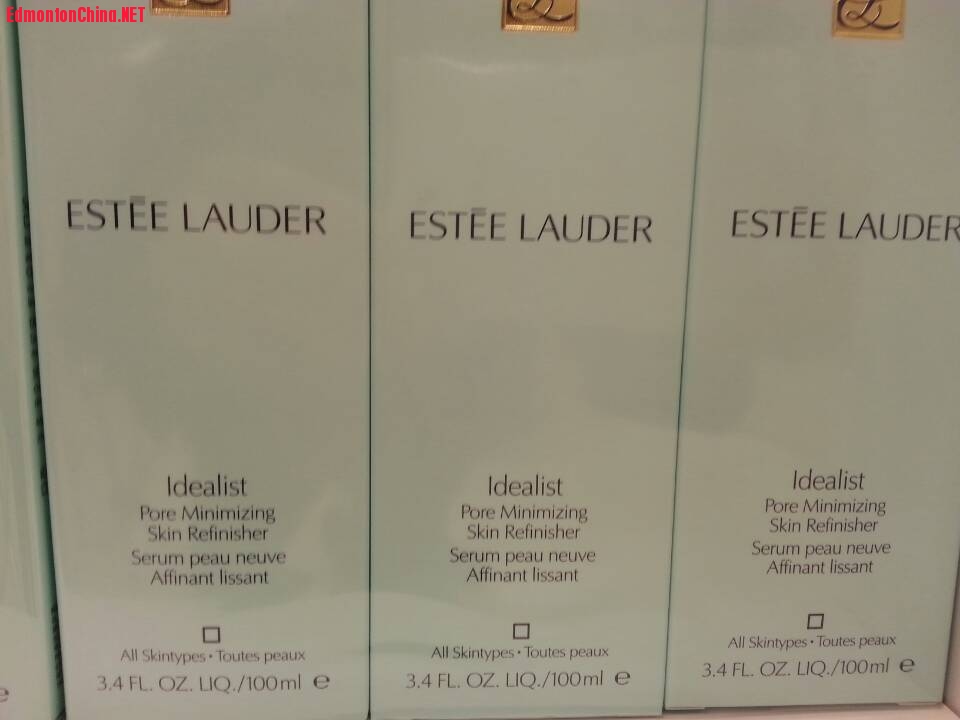 EdmontonChina.NET
ESTĒE LAUDER
Idealist
Pore Minimizing
Skin Refinisher
Serum peau neuve
Affinant lissant
All Skintypes • Toutes peaux
3.4 FL. OZ. LIQ./100ml e
ESTĒE LAUDER
Idealist
Pore Minimizing
Skin Refinisher
Serum peau neuve
Affinant lissant
All Skintypes • Toutes peaux
3.4 FL. OZ. LIQ./100ml e
ESTĒE LAUDER
Idealist
Pore Minimizing
Skin Refinisher
Serum peau neuve
Affinant lissant
All Skintypes • Toutes peaux
3.4 FL. OZ. LIQ./100ml e